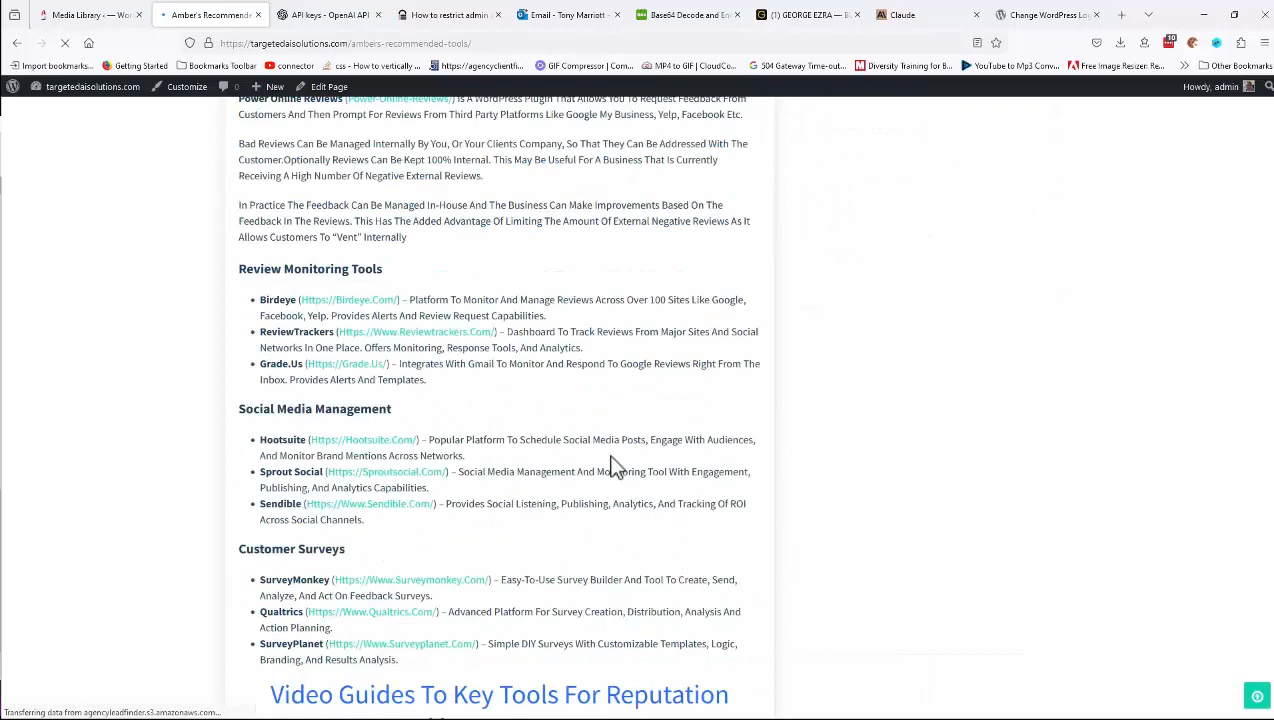 Media Library ‹ — Wor
Amber's Recommende
API keys - OpenAI API
How to restrict admin
Email - Tony Marriott -
Base64 Decode and En
(1) GEORGE EZRA — BL
Claude
Change WordPress Log
https://targetedaisolutions.com/ambers-recommended-tools/
10
Import bookmarks...
Getting Started
Bookmarks Toolbar
connector
css - How to vertically ...
https://agencyclientfi...
GIF Compressor | Com...
MP4 to GIF | CloudCo...
504 Gateway Time-out...
Diversity Training for B...
YouTube to Mp3 Conv...
Free Image Resizer: Re...
Other Bookmarks
targetedaisolutions.com
Customize
0
New
Edit Page
Howdy, admin
Power Online Reviews (Power-Online-Reviews/) Is A WordPress Plugin That Allows You To Request Feedback From
Customers And Then Prompt For Reviews From Third Party Platforms Like Google My Business, Yelp, Facebook Etc.
Bad Reviews Can Be Managed Internally By You, Or Your Clients Company, So That They Can Be Addressed With The
Customer.Optionally Reviews Can Be Kept 100% Internal. This May Be Useful For A Business That Is Currently
Receiving A High Number Of Negative External Reviews.
In Practice The Feedback Can Be Managed In-House And The Business Can Make Improvements Based On The
Feedback In The Reviews. This Has The Added Advantage Of Limiting The Amount Of External Negative Reviews As It
Allows Customers To “Vent” Internally
Review Monitoring Tools
Birdeye (Https://Birdeye.Com/) – Platform To Monitor And Manage Reviews Across Over 100 Sites Like Google,
Facebook, Yelp. Provides Alerts And Review Request Capabilities.
ReviewTrackers (Https://Www.Reviewtrackers.Com/) – Dashboard To Track Reviews From Major Sites And Social
Networks In One Place. Offers Monitoring, Response Tools, And Analytics.
Grade.Us (Https://Grade.Us/) – Integrates With Gmail To Monitor And Respond To Google Reviews Right From The
Inbox. Provides Alerts And Templates.
Social Media Management
Hootsuite (Https://Hootsuite.Com/) – Popular Platform To Schedule Social Media Posts, Engage With Audiences,
And Monitor Brand Mentions Across Networks.
Sprout Social (Https://Sproutsocial.Com/) – Social Media Management And Monitoring Tool With Engagement,
Publishing, And Analytics Capabilities.
Sendible (Https://Www.Sendible.Com/) – Provides Social Listening, Publishing, Analytics, And Tracking Of ROI
Across Social Channels.
Customer Surveys
SurveyMonkey (Https://Www.Surveymonkey.Com/) – Easy-To-Use Survey Builder And Tool To Create, Send,
Analyze, And Act On Feedback Surveys.
Qualtrics (Https://Www.Qualtrics.Com/) – Advanced Platform For Survey Creation, Distribution, Analysis And
Action Planning.
SurveyPlanet (Https://Www.Surveyplanet.Com/) – Simple DIY Surveys With Customizable Templates, Logic,
Branding, And Results Analysis.
Video Guides To Key Tools For Reputation
Transferring data from agencyleadfinder.s3.amazonaws.com...